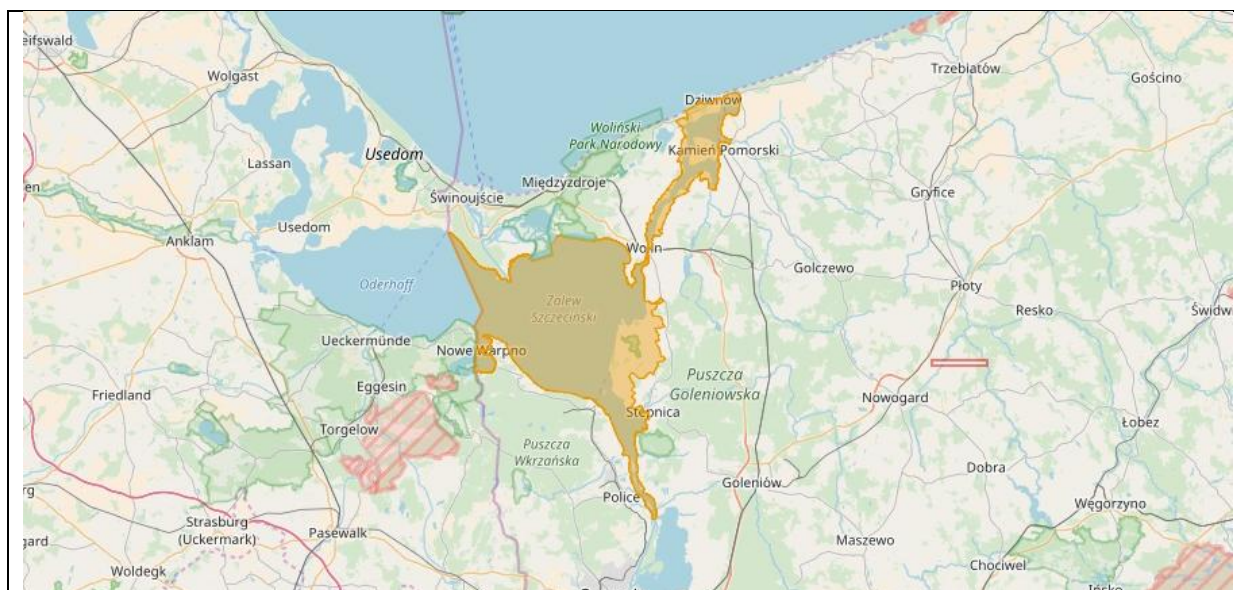 eifswald
Wolgast
Trzebiatów
Gościno
Dziwnów
Woliński
Park Narodowy
Kamień Pomorski
Usedom
Lassan
Międzyzdroje
Gryfice
en
Świnoujście
Usedom
Anklam
Wolin
Golczewo
Oderhaff
Płoty
Zalew
Szczeciński
Resko
Świdw
Ueckermünde
Nowe Warpno
Eggesin
Puszcza
Goleniowska
Friedland
Nowogard
Stepnica
Łobez
Torgelow
Puszcza
Wkrzańska
Dobra
Goleniów
rg
Police
Węgorzyno
Strasburg
(Uckermark)
Pasewalk
gard
Maszewo
Chociwel
Woldegk
Ińsko